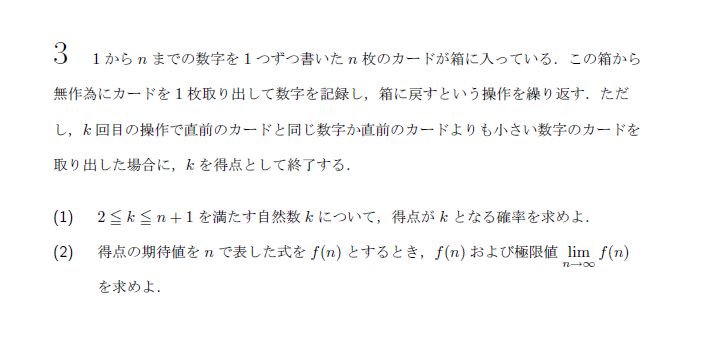 3 1 から n までの数字を 1 つずつ書いた n 枚のカードが箱に入っている．この箱から
無作為にカードを 1 枚取り出して数字を記録し，箱に戻すという操作を繰り返す．ただ
し，k 回目の操作で直前のカードと同じ数字か直前のカードよりも小さい数字のカードを
取り出した場合に，k を得点として終了する．
(1) 2 ≦ k ≦ n + 1 を満たす自然数 k について，得点が k となる確率を求めよ．
(2) 得点の期待値を n で表した式を f(n) とするとき，f(n) および極限値 lim f(n)
n→∞
を求めよ．